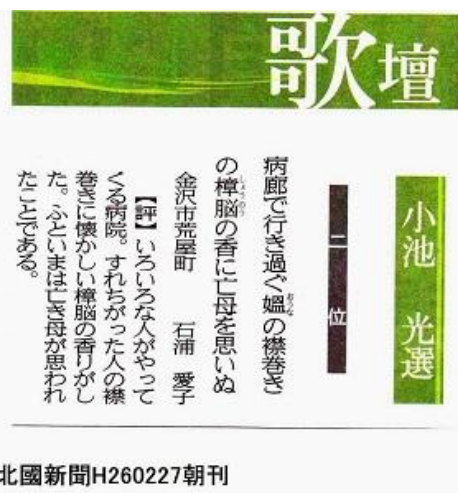 歌壇
小池 光選
二位
病廊で行き過ぐ媼の襟巻き
の樟脳の香に亡母を思いぬ
金沢市荒屋町 石浦 愛子
【評】いろいろな人がやって
くる病院。すれちがった人の襟
巻きに懐かしい樟脳の香りがし
た。ふといまは亡き母が思われ
たことである。
北國新聞H260227朝刊